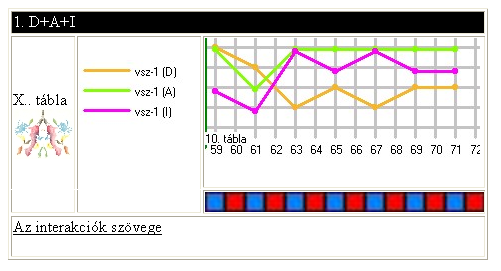 1. D+A+I
X.. tábla
vsz-1 (D)
vsz-1 (A)
vsz-1 (I)
10. tábla
59 60 61 62 63 64 65 66 67 68 69 70 71 72
Az interakciók szövege